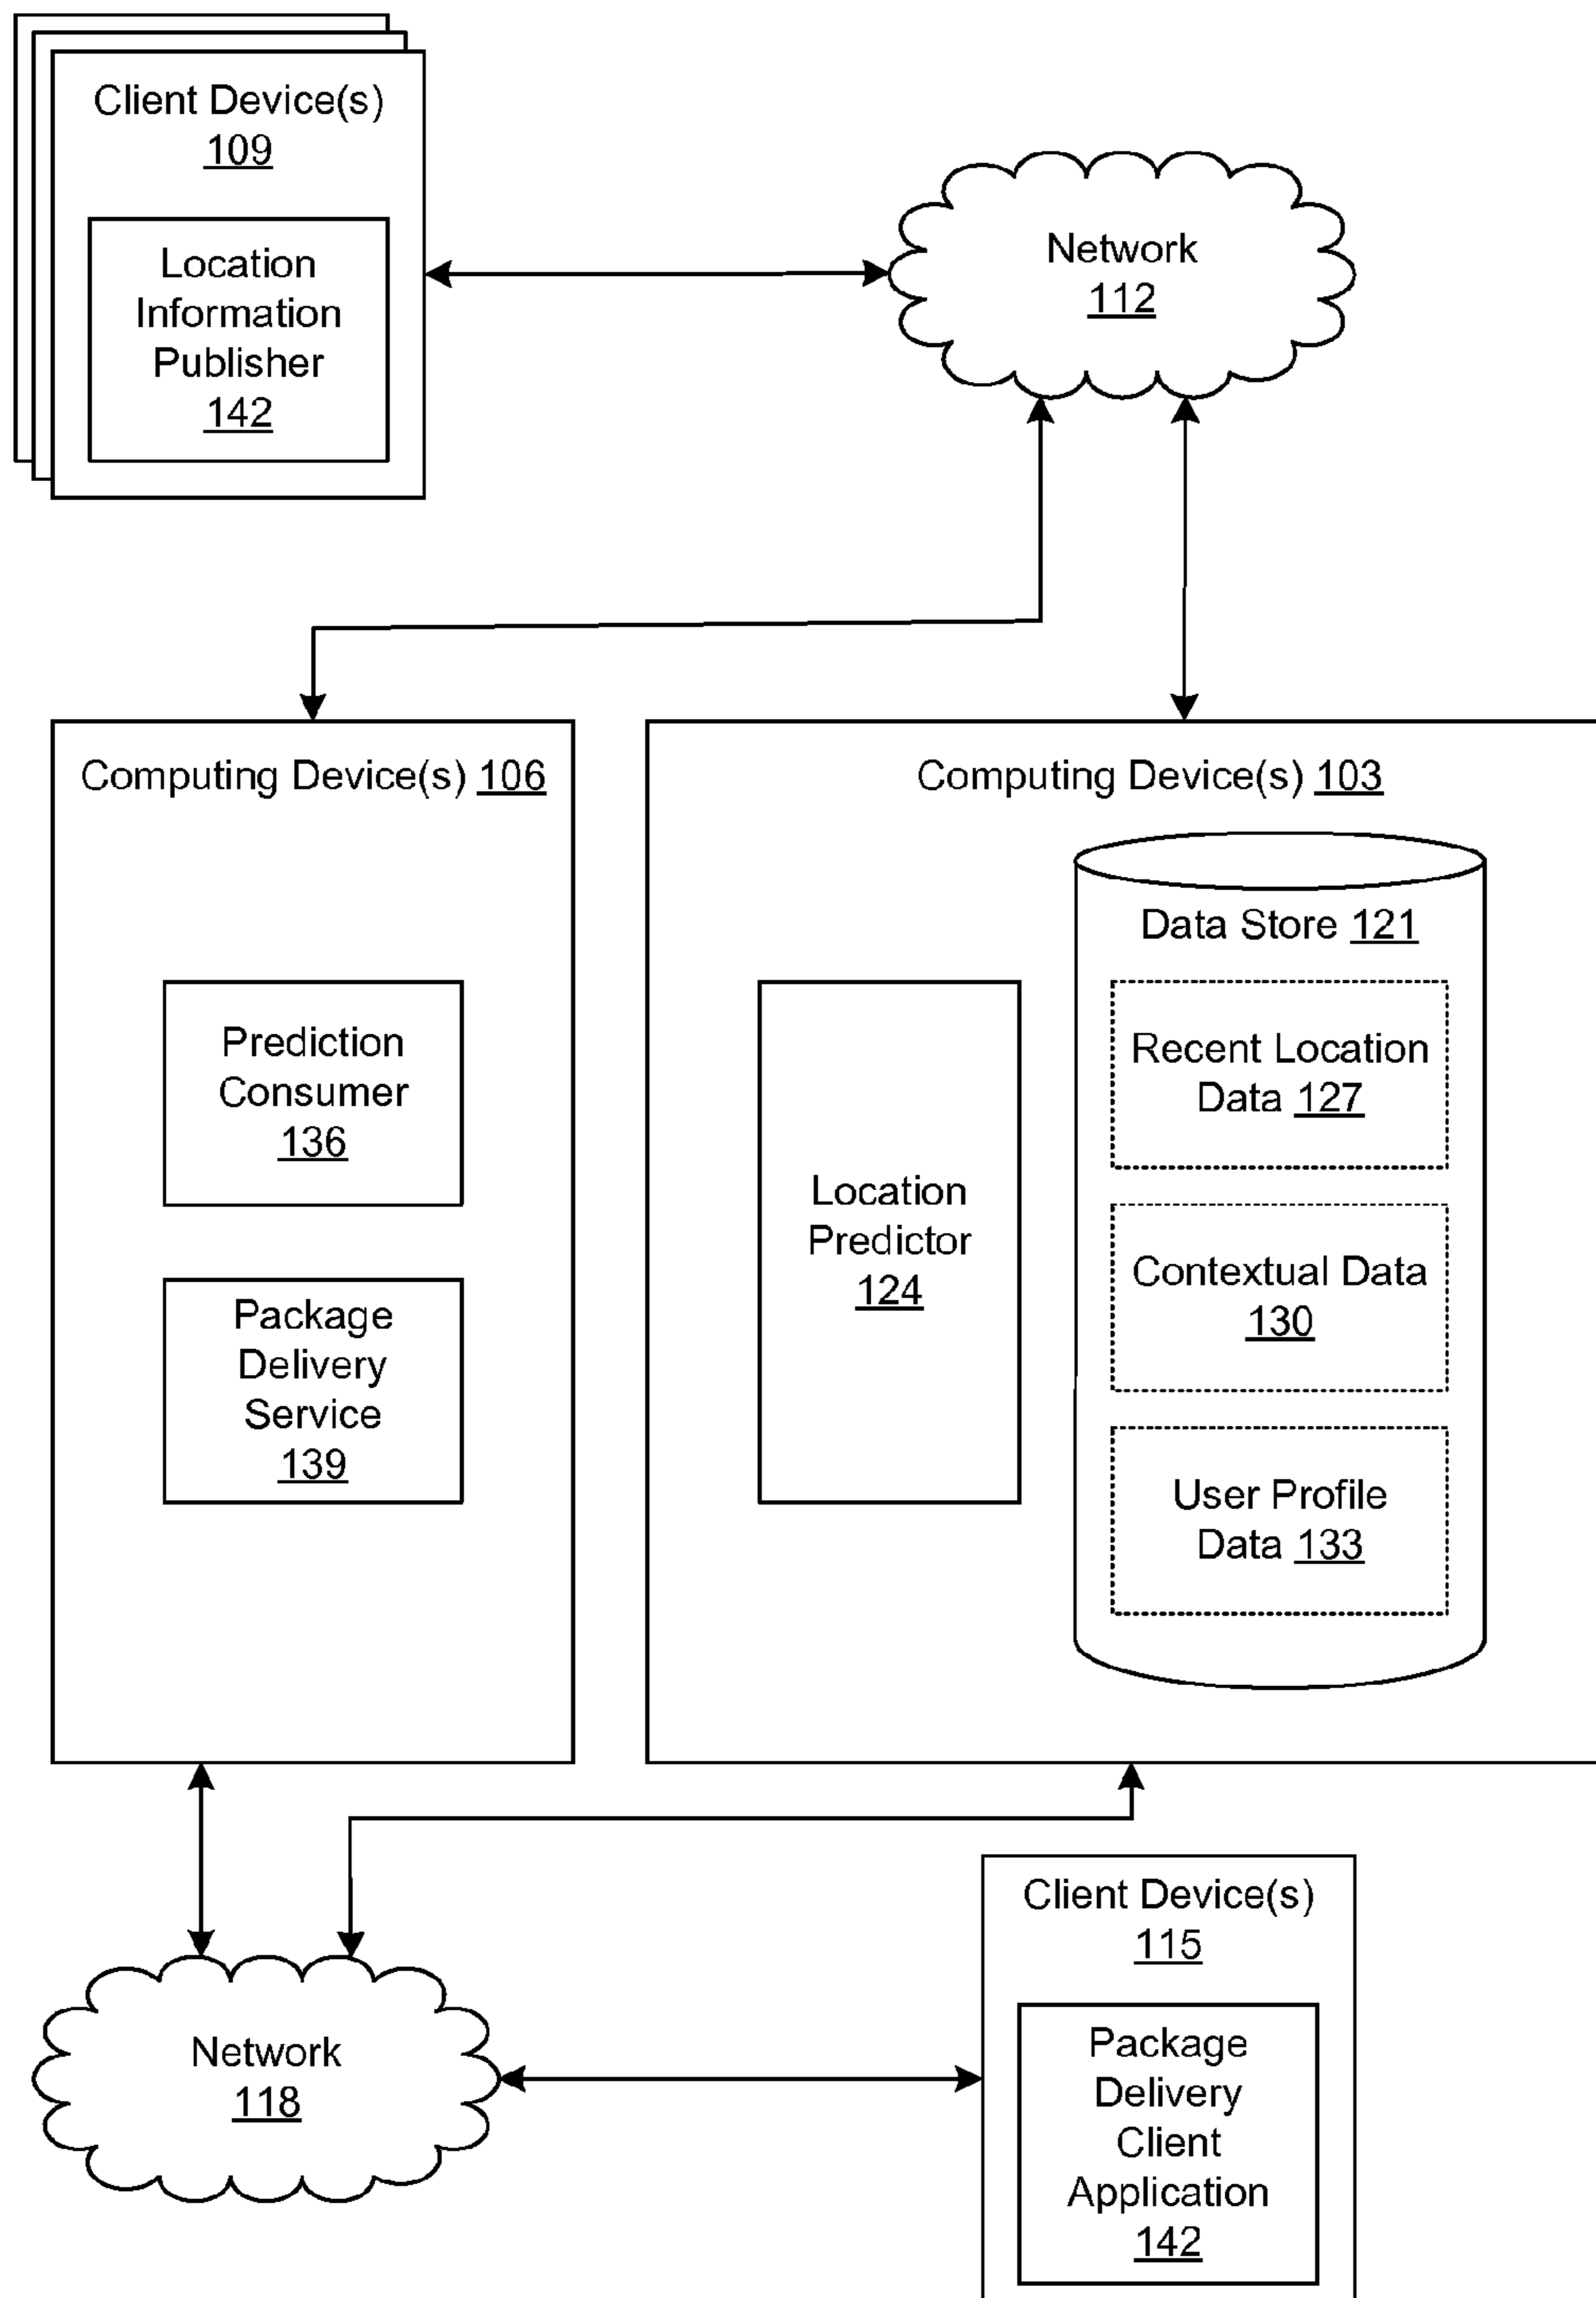 Client Device(s)
109
Location
Information
Publisher
142
Network
112
Computing Device(s) 106
Prediction
Consumer
136
Package
Delivery
Service
139
Computing Device(s) 103
Location
Predictor
124
Data Store 121
Recent Location
Data 127
Contextual Data
130
User Profile
Data 133
Network
118
Client Device(s)
115
Package
Delivery
Client
Application
142